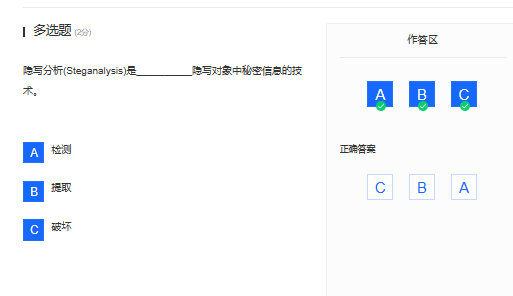 多选题 (2分)
隐写分析(Steganalysis)是__________隐写对象中秘密信息的技
术。
A 检测
B 提取
C 破坏
作答区
A B C
正确答案
C B A